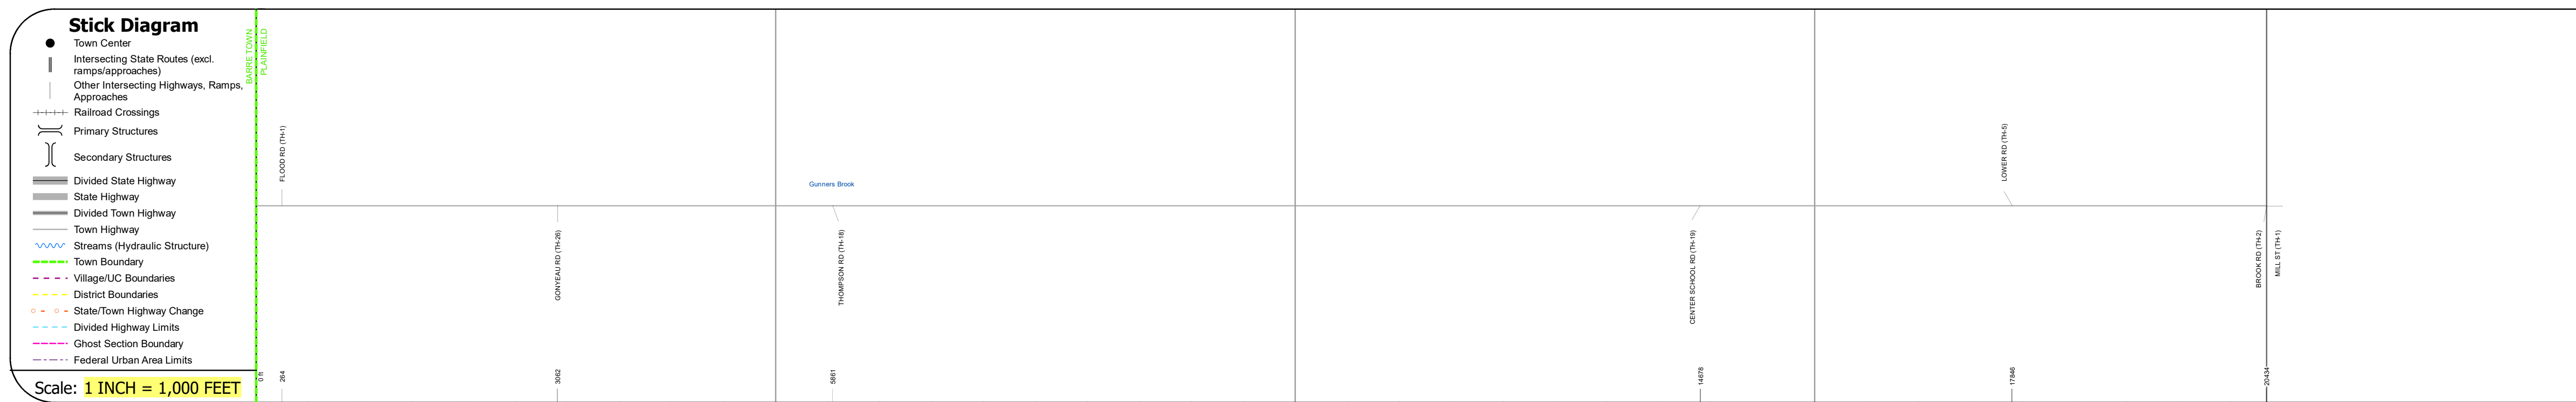 Stick Diagram
Town Center
Intersecting State Routes (excl.
ramps/approaches)
Other Intersecting Highways, Ramps,
Approaches
Railroad Crossings
Primary Structures
Secondary Structures
Divided State Highway
State Highway
Divided Town Highway
Town Highway
Streams (Hydraulic Structure)
Town Boundary
Village/UC Boundaries
District Boundaries
State/Town Highway Change
Divided Highway Limits
Ghost Section Boundary
Federal Urban Area Limits
Scale: 1 INCH = 1,000 FEET
BARRE TOWN
PLAINFIELD
FLOOD RD (TH-1)
GONYEAU RD (TH-26)
Gunners Brook
THOMPSON RD (TH-18)
CENTER SCHOOL RD (TH-19)
LOWER RD (TH-5)
BROOK RD (TH-2)
MILL ST (TH-1)
0 ft
264
3062
5861
14678
17846
20434